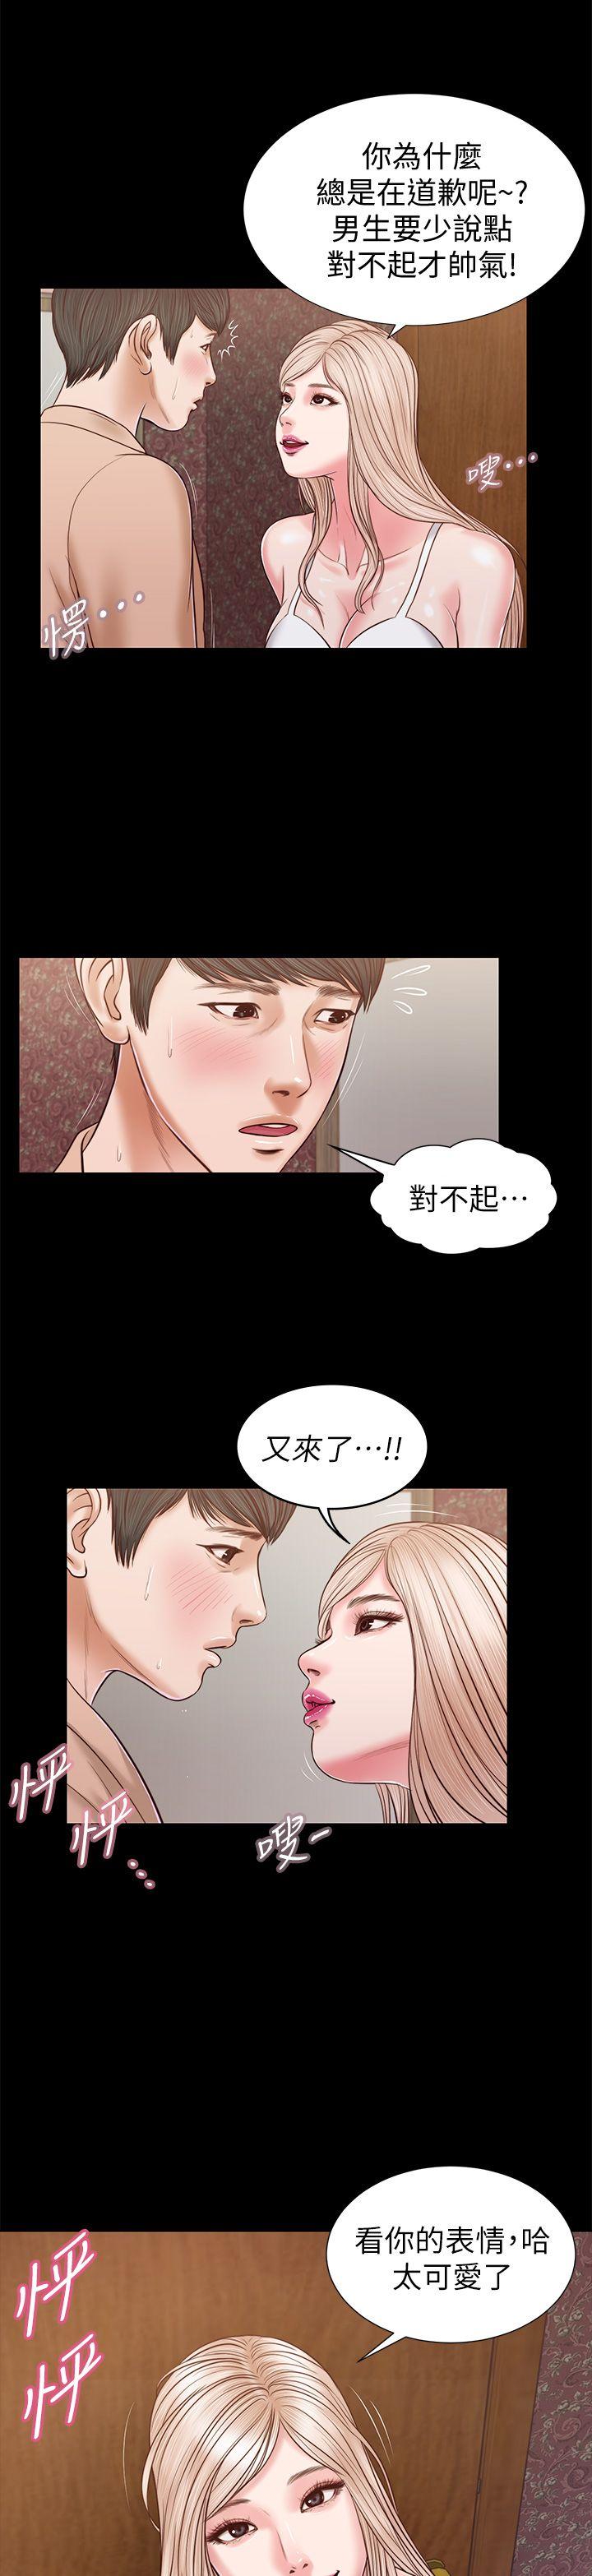 你為什麼
總是在道歉呢~?
男生要少說點
對不起才帥氣!
嗖…
愣…
對不起…
又來了…!!
怦
怦…
嗖-
看你的表情,哈
太可愛了
怦
怦